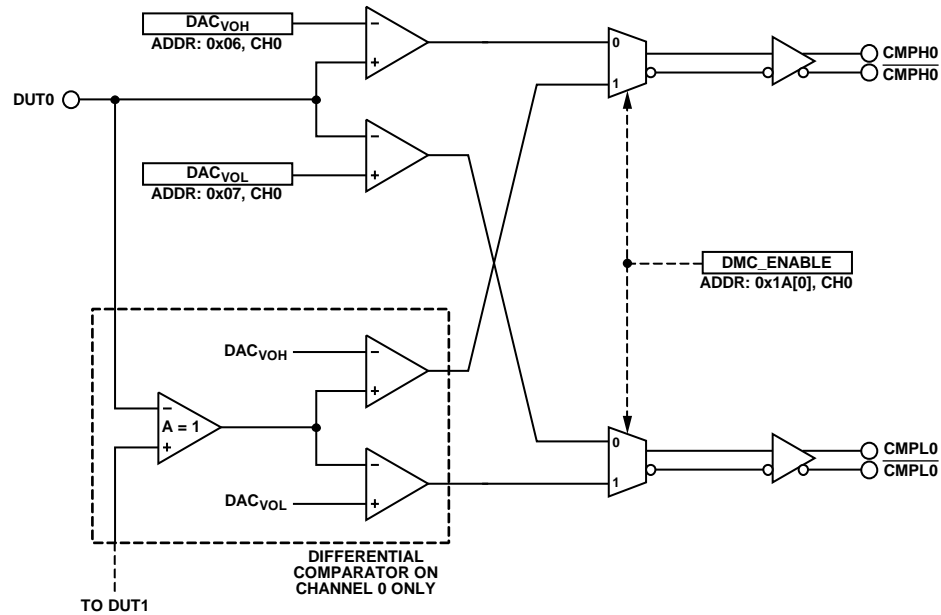 DACVOH
ADDR: 0x06, CH0
−
+
0
1
CMPH0
CMPH0
DUT0
−
+
DACVOL
ADDR: 0x07, CH0
DMC_ENABLE
ADDR: 0x1A[0], CH0
DACVOH
−
+
−
A = 1
+
−
+
DACVOL
0
1
CMPL0
CMPL0
DIFFERENTIAL
COMPARATOR ON
CHANNEL 0 ONLY
TO DUT1